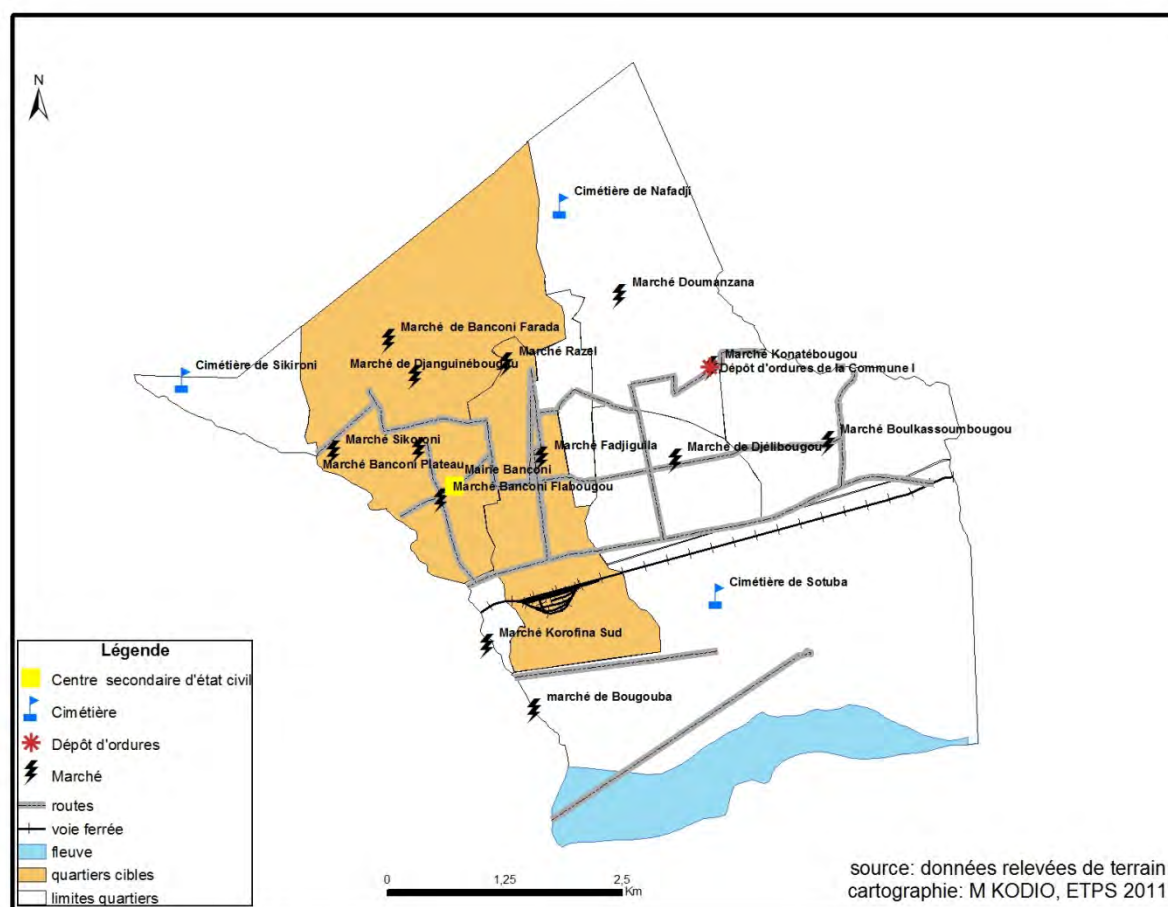 N
Cimétière de Nafadji
Marché Doumanzana
Marché de Banconi Farada
Marché Razel
Marché Konatébougou
Cimétière de Sikironi
Marché de Djanguinébougou
Dépôt d'ordures de la Commune I
Marché Sikoroni
Marché Fadjiguila
Marché de Djélibougou
Marché Boulkassoumbougou
Marché Banconi Plateau
Mairie Banconi
Marché Banconi Flabougou
Cimétière de Sotuba
Marché Korofina Sud
marché de Bougouba
Légende
Centre secondaire d'état civil
Cimétière
Dépôt d'ordures
Marché
routes
voie ferrée
fleuve
quartiers cibles
limites quartiers
0 1,25 2,5
Km
source: données relevées de terrain
cartographie: M KODIO, ETPS 2011